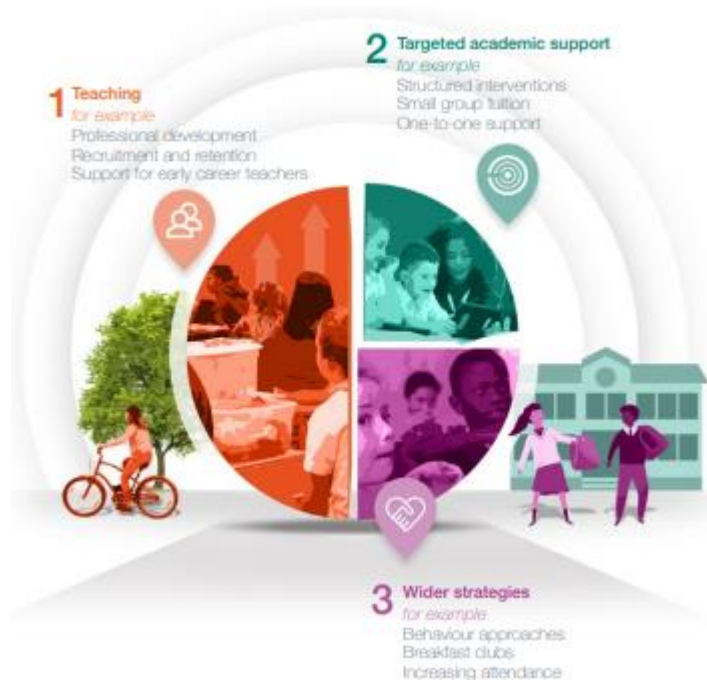 1 Teaching
for example
Professional development
Recruitment and retention
Support for early career teachers
2 Targeted academic support
for example
Structured interventions
Small group tuition
One-to-one support
3 Wider strategies
for example
Behaviour approaches
Breakfast clubs
Increasing attendance